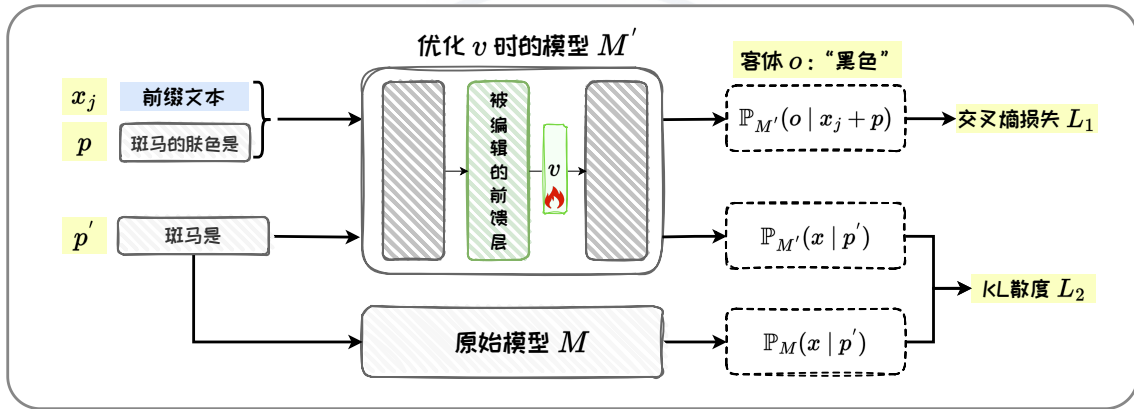 优化 v 时的模型 M′
客体 o：“黑色”
x_j 前缀文本
p 斑马的肤色是
被编辑的前馈层
v
ℙ_{M′}(o | x_j + p)
交叉熵损失 L_1
p′ 斑马是
ℙ_{M′}(x | p′)
KL散度 L_2
原始模型 M
ℙ_M(x | p′)